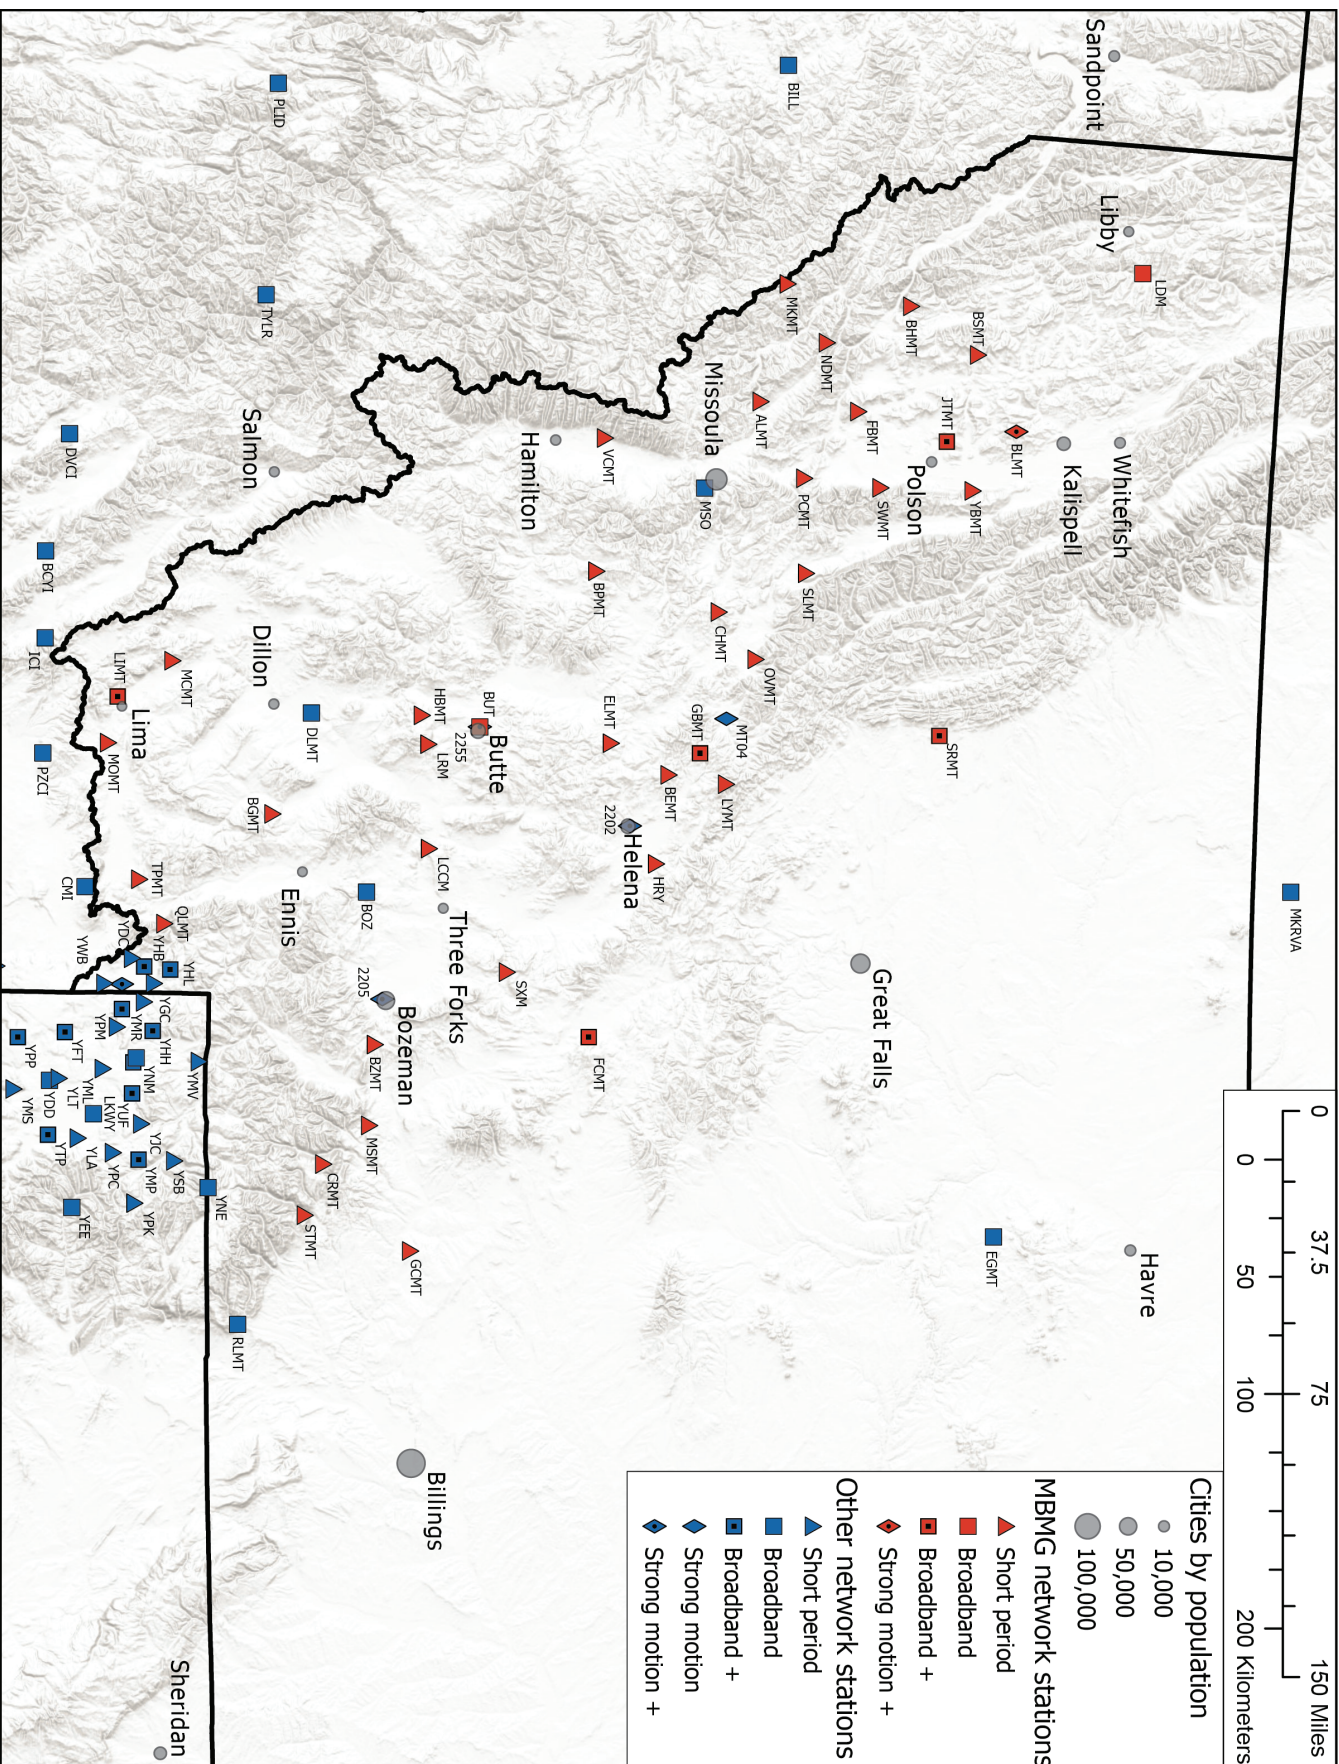 Sandpoint
Libby
LDM
Whitefish
Kalispell
BLMT
BSMT
JTMT
BHMT
Polson
YBMT
MKMT
NDMT
FBMT
SWMT
ALMT
PCMT
Missoula
MSO
SLMT
VCMT
Hamilton
BPMT
CHMT
OVMT
BILL
PLID
TYLR
Salmon
DVCI
BCYI
ICI
MKRVA
SRMT
MT04
GBMT
LYMT
ELMT
BEMT
2202
Helena
HRY
Great Falls
Havre
EGMT
BUT
Butte
2255
HBMT
LRM
Dillon
DLMT
MCMT
LIMT
Lima
MOMT
PZCI
BGMT
LCCM
Three Forks
SXM
FCMT
Ennis
BOZ
2205
Bozeman
BZMT
MSMT
CRMT
STMT
GCMT
RLMT
Billings
Sheridan
TPMT
CMI
QLMT
YDC
YHB
YHL
YWB
YGC
YMR
YPM
YHH
YFT
YPP
YMV
YNM
YML
YLT
YDD
YMS
YUF
LKWY
YJC
YTP
YLA
YPC
YMP
YSB
YNE
YPK
YEE
0 37.5 75 150 Miles
0 50 100 200 Kilometers
Cities by population
10,000
50,000
100,000
MBMG network stations
Short period
Broadband
Broadband +
Strong motion +
Other network stations
Short period
Broadband
Broadband +
Strong motion
Strong motion +